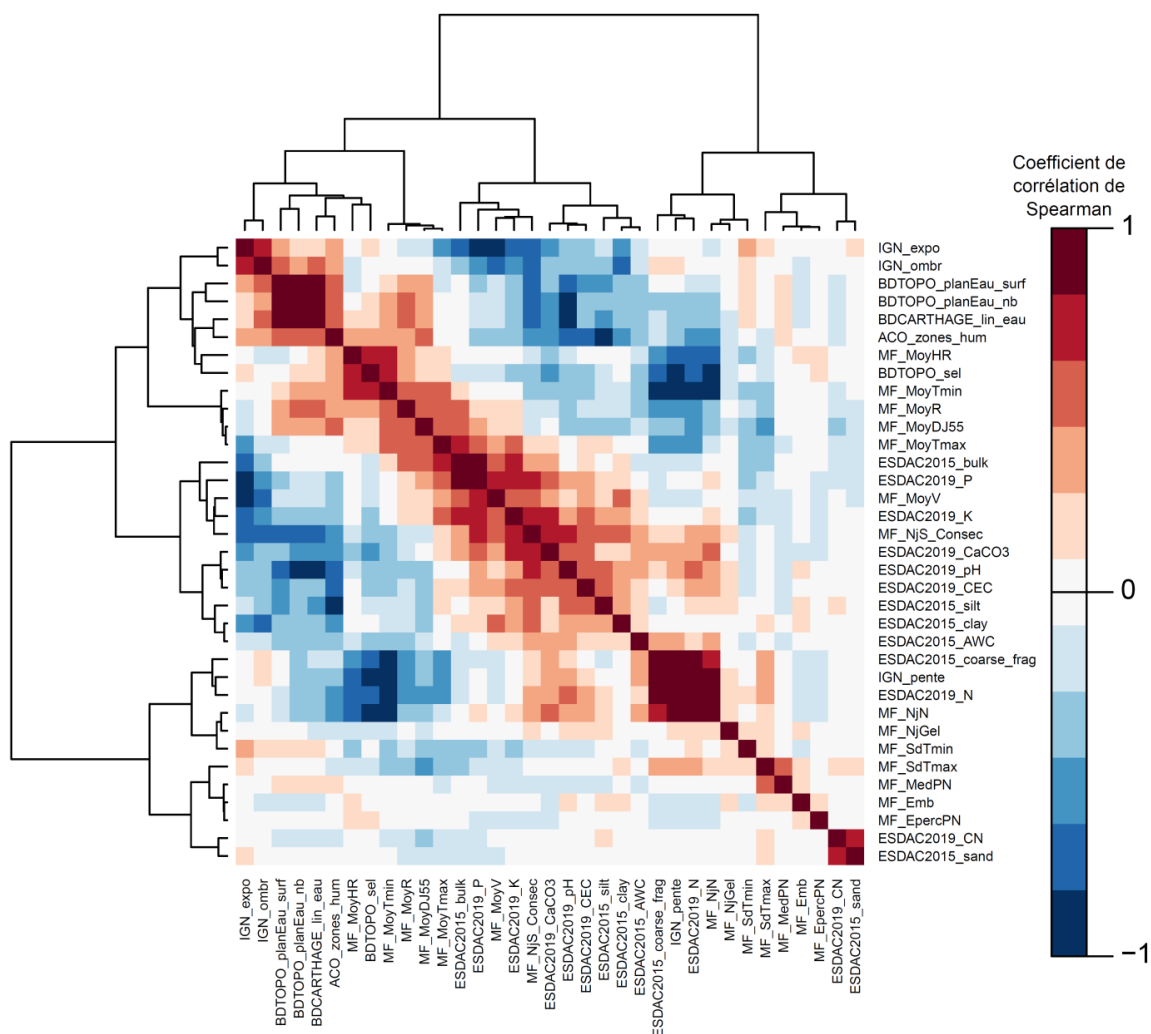 Coefficient de
corrélation de
Spearman
1
0
−1
IGN_expo
IGN_ombr
BDTOPO_planEau_surf
BDTOPO_planEau_nb
BDCARTHAGE_lin_eau
ACO_zones_hum
MF_MoyHR
BDTOPO_sel
MF_MoyTmin
MF_MoyR
MF_MoyDJ55
MF_MoyTmax
ESDAC2015_bulk
ESDAC2019_P
MF_MoyV
ESDAC2019_K
MF_NjS_Consec
ESDAC2019_CaCO3
ESDAC2019_pH
ESDAC2019_CEC
ESDAC2015_silt
ESDAC2015_clay
ESDAC2015_AWC
ESDAC2015_coarse_frag
IGN_pente
ESDAC2019_N
MF_NjN
MF_NjGel
MF_SdTmin
MF_SdTmax
MF_MedPN
MF_Emb
MF_EpercPN
ESDAC2019_CN
ESDAC2015_sand
IGN_expo
IGN_ombr
BDTOPO_planEau_surf
BDTOPO_planEau_nb
BDCARTHAGE_lin_eau
ACO_zones_hum
MF_MoyHR
BDTOPO_sel
MF_MoyTmin
MF_MoyR
MF_MoyDJ55
MF_MoyTmax
ESDAC2015_bulk
ESDAC2019_P
MF_MoyV
ESDAC2019_K
MF_NjS_Consec
ESDAC2019_CaCO3
ESDAC2019_pH
ESDAC2019_CEC
ESDAC2015_silt
ESDAC2015_clay
ESDAC2015_AWC
ESDAC2015_coarse_frag
IGN_pente
ESDAC2019_N
MF_NjN
MF_NjGel
MF_SdTmin
MF_SdTmax
MF_MedPN
MF_Emb
MF_EpercPN
ESDAC2019_CN
ESDAC2015_sand